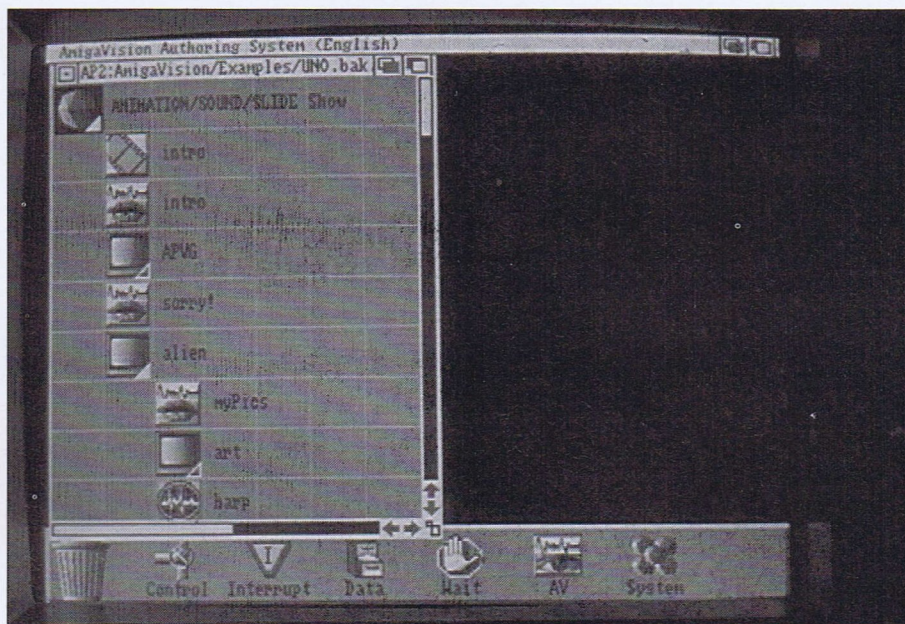 AmigaVision Authoring System (English)
AP2:AmigaVision/Examples/UNO.bak
ANIMATION/SOUND/SLIDE Show
intro
intro
APVG
sorry!
alien
myPics
art
harp
I
Control Interrupt Data Wait AV System